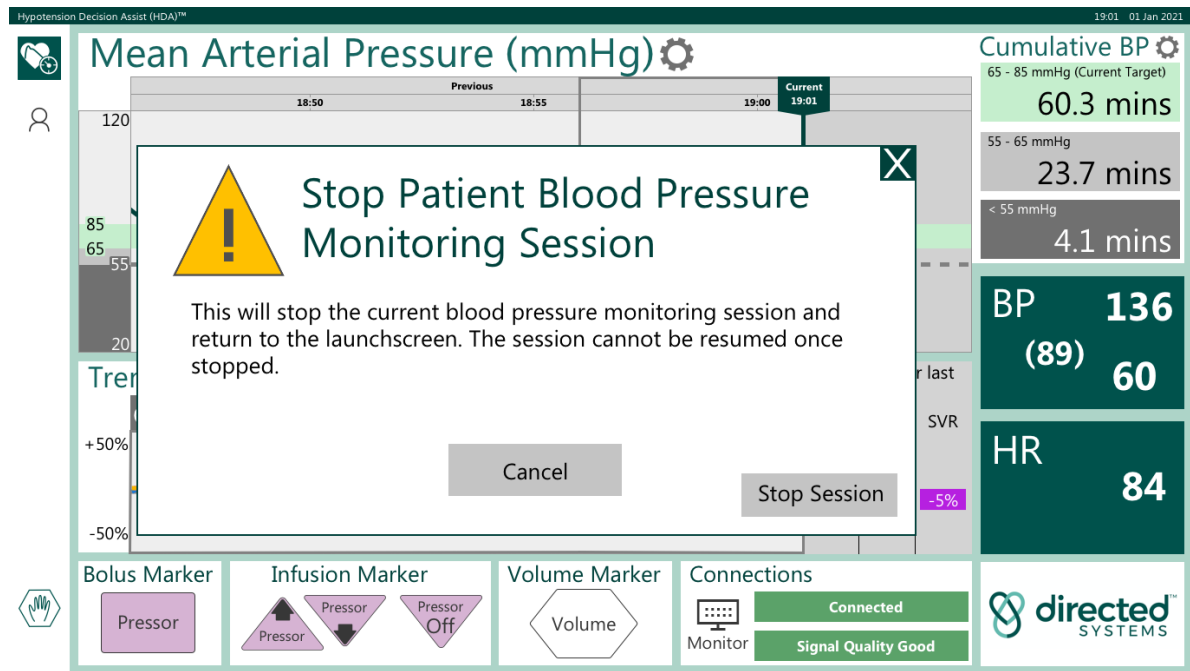 Hypotension Decision Assist (HDA)™
19:01 01 Jan 2021
Mean Arterial Pressure (mmHg)
Previous
Current
18:50
18:55
19:00
19:01
120
85
65
55
20
Cumulative BP
65 - 85 mmHg (Current Target)
60.3 mins
55 - 65 mmHg
23.7 mins
< 55 mmHg
4.1 mins
X
Stop Patient Blood Pressure
Monitoring Session
This will stop the current blood pressure monitoring session and
return to the launchscreen. The session cannot be resumed once
stopped.
Cancel
Stop Session
r last
SVR
+50%
-5%
-50%
BP
136
(89)
60
HR
84
Bolus Marker
Pressor
Infusion Marker
Pressor
Pressor
Pressor
Off
Volume Marker
Volume
Connections
Monitor
Connected
Signal Quality Good
directed™
SYSTEMS